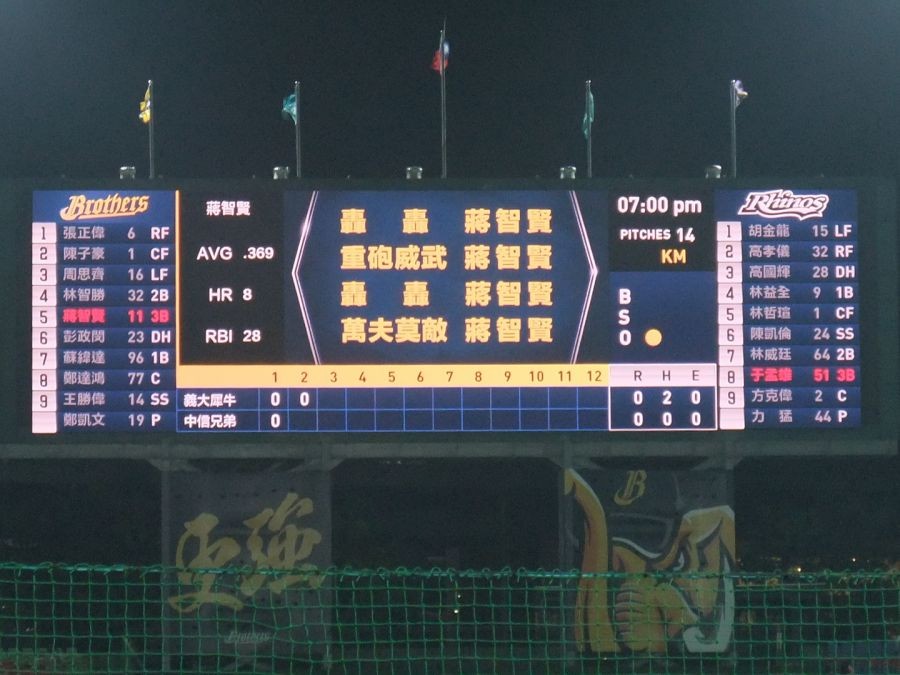 Brothers
1 張正偉 6 RF
2 陳子豪 1 CF
3 周思齊 16 LF
4 林智勝 32 2B
5 蔣智賢 11 3B
6 彭政閔 23 DH
7 蘇緯達 96 1B
8 鄭達鴻 77 C
9 王勝偉 14 SS
鄭凱文 19 P
蔣智賢
AVG .369
HR 8
RBI 28
轟 轟 蔣智賢
重砲威武 蔣智賢
轟 轟 蔣智賢
萬夫莫敵 蔣智賢
07:00 pm
PITCHES 14
KM
B
S
O
1 2 3 4 5 6 7 8 9 10 11 12 R H E
義大犀牛 0 0 0 2 0
中信兄弟 0 0 0 0
Rhinos
1 胡金龍 15 LF
2 高孝儀 32 RF
3 高國輝 28 DH
4 林益全 9 1B
5 林哲瑄 1 CF
6 陳凱倫 24 SS
7 林威廷 64 2B
8 于孟雄 51 3B
9 方克偉 2 C
力猛 44 P
更強
Brothers
B